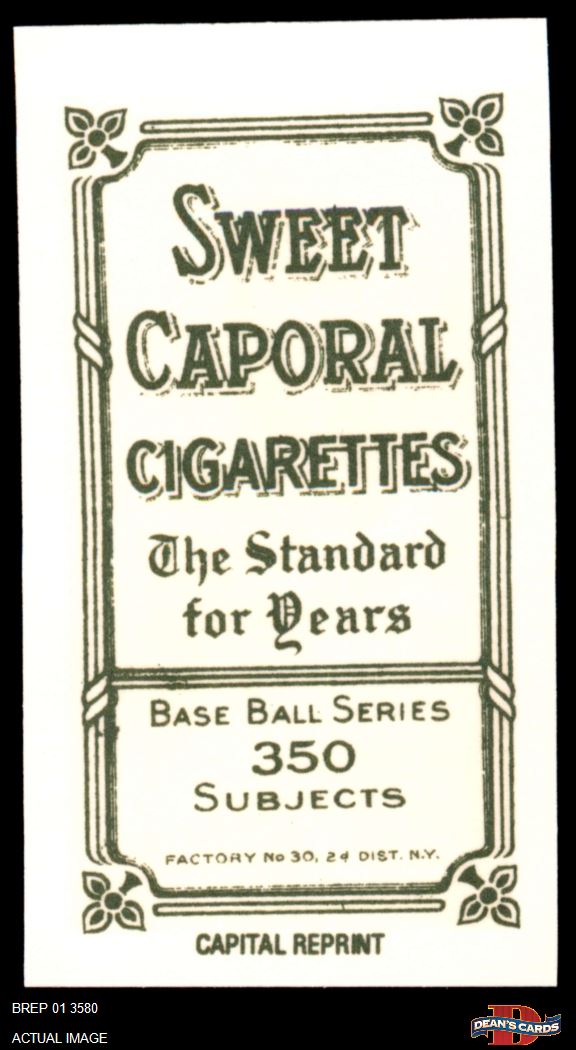 SWEET
CAPORAL
CIGARETTES
The Standard
for Years
BASE BALL SERIES
350
SUBJECTS
FACTORY No 30, 2d DIST. N.Y.
CAPITAL REPRINT
BREP 01 3580
ACTUAL IMAGE
D
DEAN'S CARDS